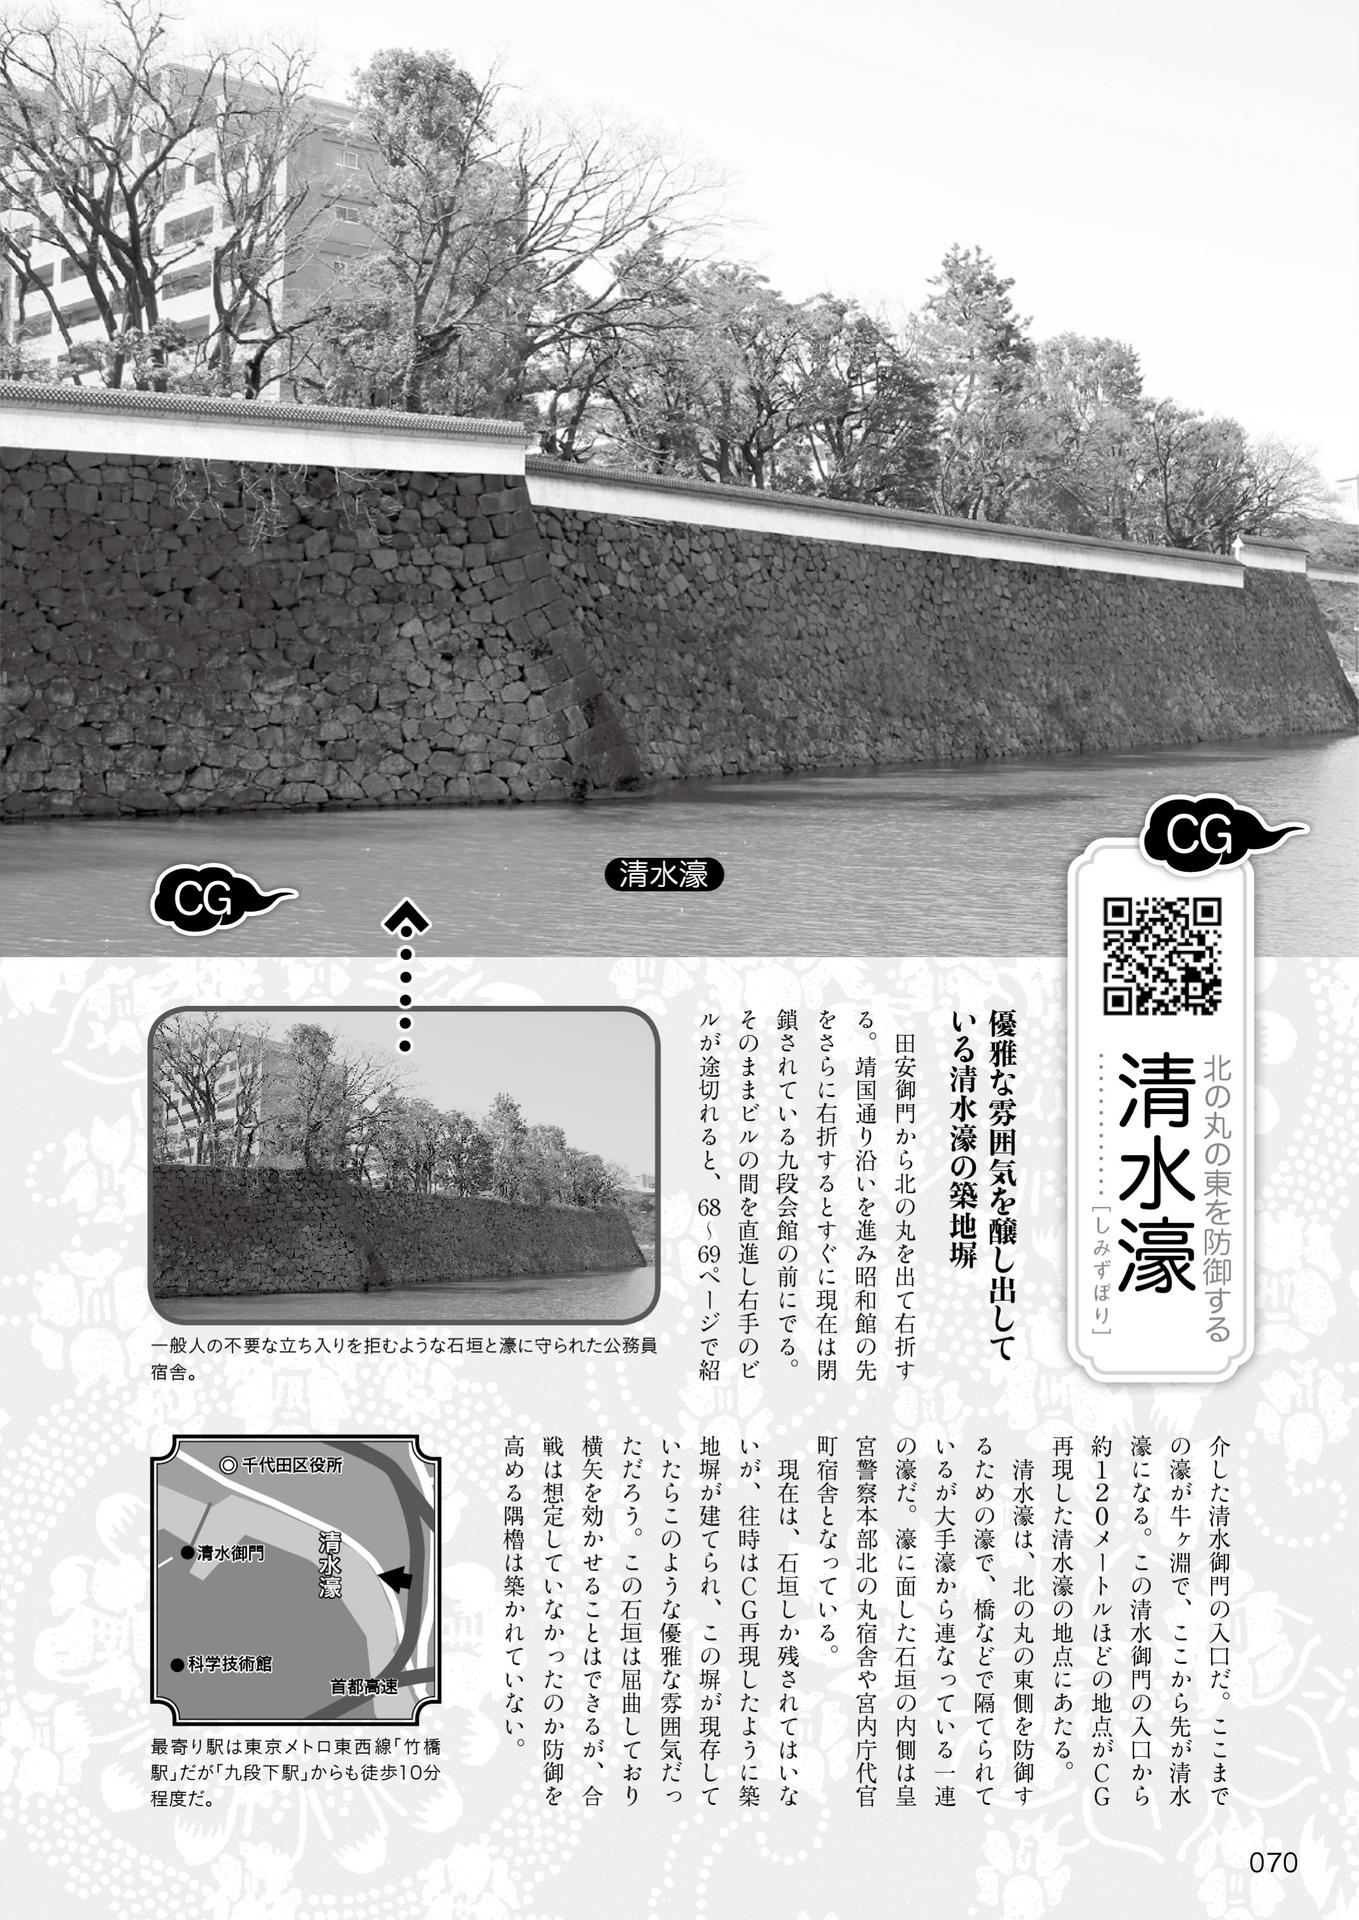 清水濠
CG
CG
北の丸の東を防御する
清水濠
[しみずぼり]
優雅な雰囲気を醸し出して
いる清水濠の築地塀
田安御門から北の丸を出て右折す
る。靖国通り沿いを進み昭和館の先
をさらに右折するとすぐに現在は閉
鎖されている九段会館の前にでる。
そのままビルの間を直進し右手のビ
ルが途切れると、68～69ページで紹
介した清水御門の入口だ。ここまで
の濠が牛ヶ淵で、ここから先が清水
濠になる。この清水御門の入口から
約120メートルほどの地点がCG
再現した清水濠の地点にあたる。
清水濠は、北の丸の東側を防御す
るための濠で、橋などで隔てられて
いるが大手濠から連なっている一連
の濠だ。濠に面した石垣の内側は皇
宮警察本部北の丸宿舎や宮内庁代官
町宿舎となっている。
現在は、石垣しか残されてはいな
いが、往時はCG再現したように築
地塀が建てられ、この塀が現存して
いたらこのような優雅な雰囲気だっ
ただろう。この石垣は屈曲しており
横矢を効かせることはできるが、合
戦は想定していなかったのか防御を
高める隅櫓は築かれていない。
一般人の不要な立ち入りを拒むような石垣と濠に守られた公務員
宿舎。
千代田区役所
清水濠
清水御門
科学技術館
首都高速
最寄り駅は東京メトロ東西線「竹橋
駅」だが「九段下駅」からも徒歩10分
程度だ。
070